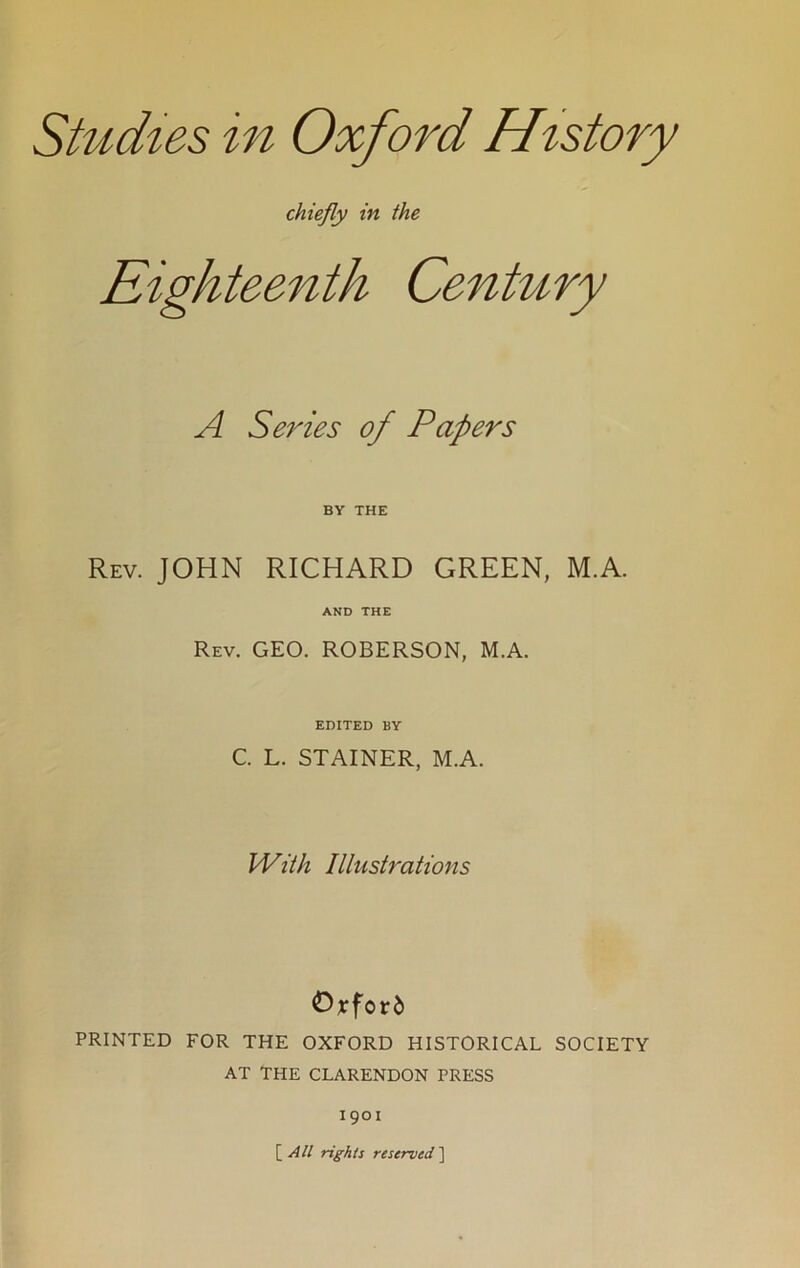 Studies in Oxford History
chiefly in the
Eighteenth Century
A Series of Papers
BY THE
REV. JOHN RICHARD GREEN, M.A.
AND THE
REV. GEO. ROBERSON, M.A.
EDITED BY
C. L. STAINER, M.A.
With Illustrations
Oxford
PRINTED FOR THE OXFORD HISTORICAL SOCIETY
AT THE CLARENDON PRESS
1901
[ All rights reserved ]